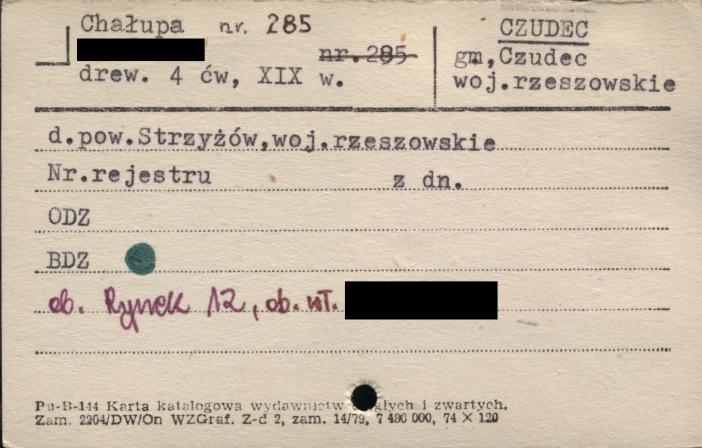 Chałupa nr. 285
nr. 285
drew. 4 ćw, XIX w.
CZUDEC
gm, Czudec
woj.rzeszowskie
d.pow.Strzyżów,woj.rzeszowskie
Nr.rejestru z dn.
ODZ
BDZ
ob. Rynek 12, ob. wł.
Pu-B-144 Karta katalogowa wydawnictw głych i zwartych.
Zam. 2264/DW/On WZGraf. Z-d 2, zam. 14/79, 7 480 000, 74 × 120